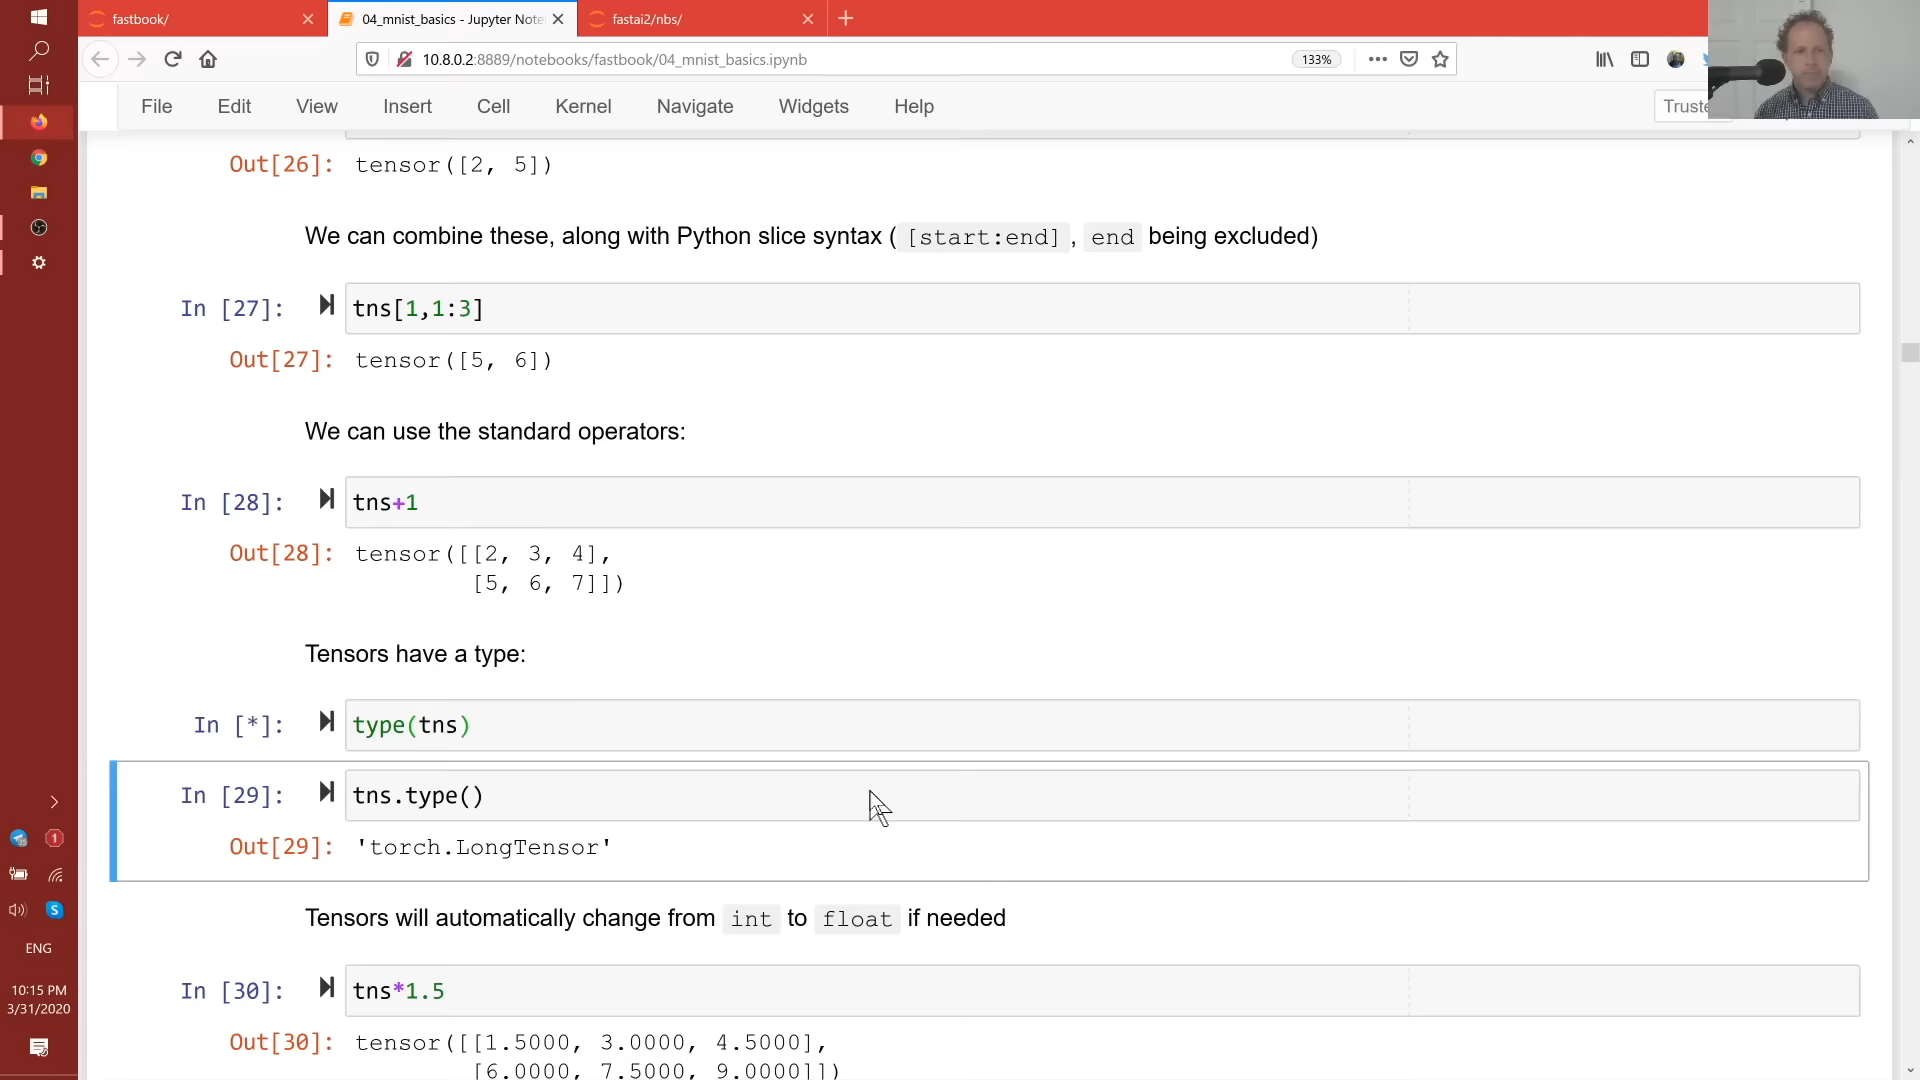 fastbook/
04_mnist_basics - Jupyter Note
fastai2/nbs/
10.8.0.2:8889/notebooks/fastbook/04_mnist_basics.ipynb
133%
File Edit View Insert Cell Kernel Navigate Widgets Help
Truste
Out[26]: tensor([2, 5])
We can combine these, along with Python slice syntax ( [start:end] , end being excluded)
In [27]: tns[1,1:3]
Out[27]: tensor([5, 6])
We can use the standard operators:
In [28]: tns+1
Out[28]: tensor([[2, 3, 4],
[5, 6, 7]])
Tensors have a type:
In [*]: type(tns)
In [29]: tns.type()
Out[29]: 'torch.LongTensor'
Tensors will automatically change from int to float if needed
In [30]: tns*1.5
Out[30]: tensor([[1.5000, 3.0000, 4.5000],
[6.0000, 7.5000, 9.0000]])
1
ENG
10:15 PM
3/31/2020